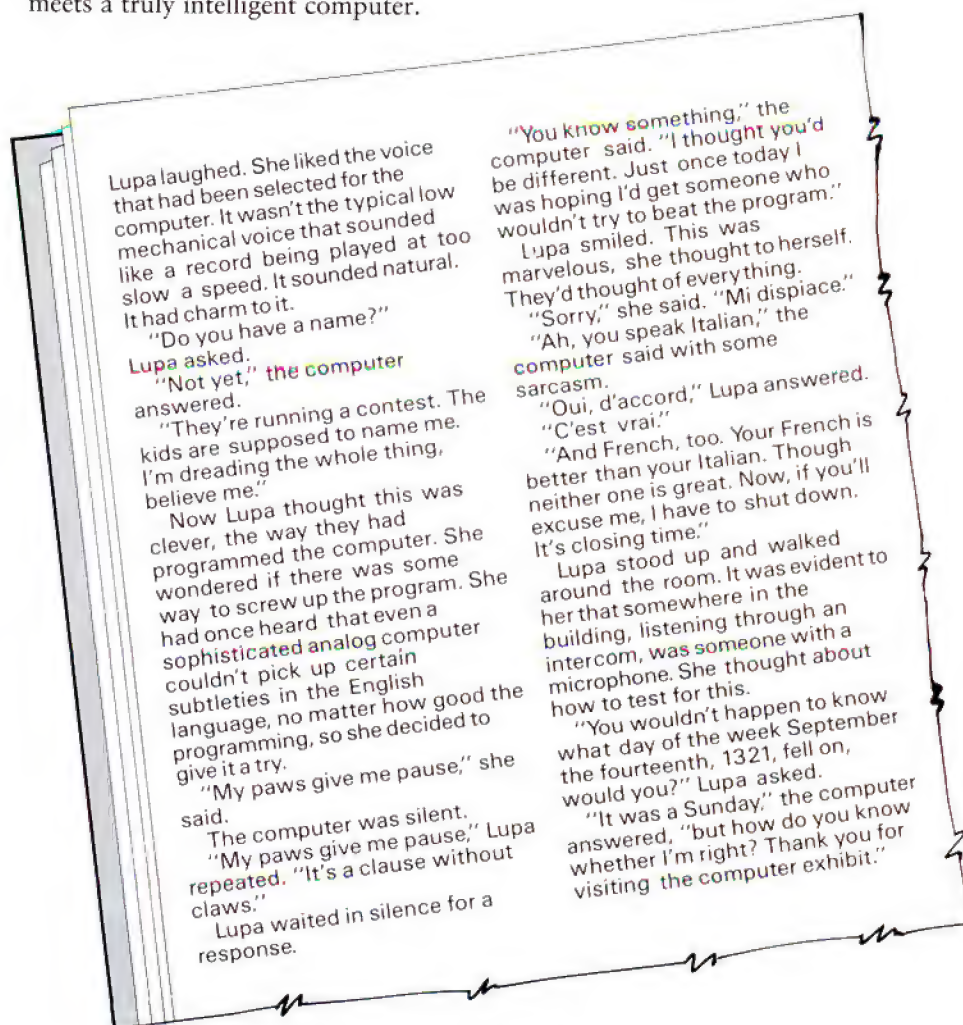 meets a truly intelligent computer.
Lupa laughed. She liked the voice
that had been selected for the
computer. It wasn't the typical low
mechanical voice that sounded
like a record being played at too
slow a speed. It sounded natural.
It had charm to it.
"Do you have a name?"
Lupa asked.
"Not yet," the computer
answered.
"They're running a contest. The
kids are supposed to name me.
I'm dreading the whole thing,
believe me."
Now Lupa thought this was
clever, the way they had
programmed the computer. She
wondered if there was some
way to screw up the program. She
had once heard that even a
sophisticated analog computer
couldn't pick up certain
subtleties in the English
language, no matter how good the
programming, so she decided to
give it a try.
"My paws give me pause," she
said.
The computer was silent.
"My paws give me pause," Lupa
repeated. "It's a clause without
claws."
Lupa waited in silence for a
response.
"You know something," the
computer said. "I thought you'd
be different. Just once today I
was hoping I'd get someone who
wouldn't try to beat the program."
Lupa smiled. This was
marvelous, she thought to herself.
They'd thought of everything.
"Sorry," she said. "Mi dispiace."
"Ah, you speak Italian," the
computer said with some
sarcasm.
"Oui, d'accord," Lupa answered.
"C'est vrai."
"And French, too. Your French is
better than your Italian. Though
neither one is great. Now, if you'll
excuse me, I have to shut down.
It's closing time."
Lupa stood up and walked
around the room. It was evident to
her that somewhere in the
building, listening through an
intercom, was someone with a
microphone. She thought about
how to test for this.
"You wouldn't happen to know
what day of the week September
the fourteenth, 1321, fell on,
would you?" Lupa asked.
"It was a Sunday," the computer
answered, "but how do you know
whether I'm right? Thank you for
visiting the computer exhibit."